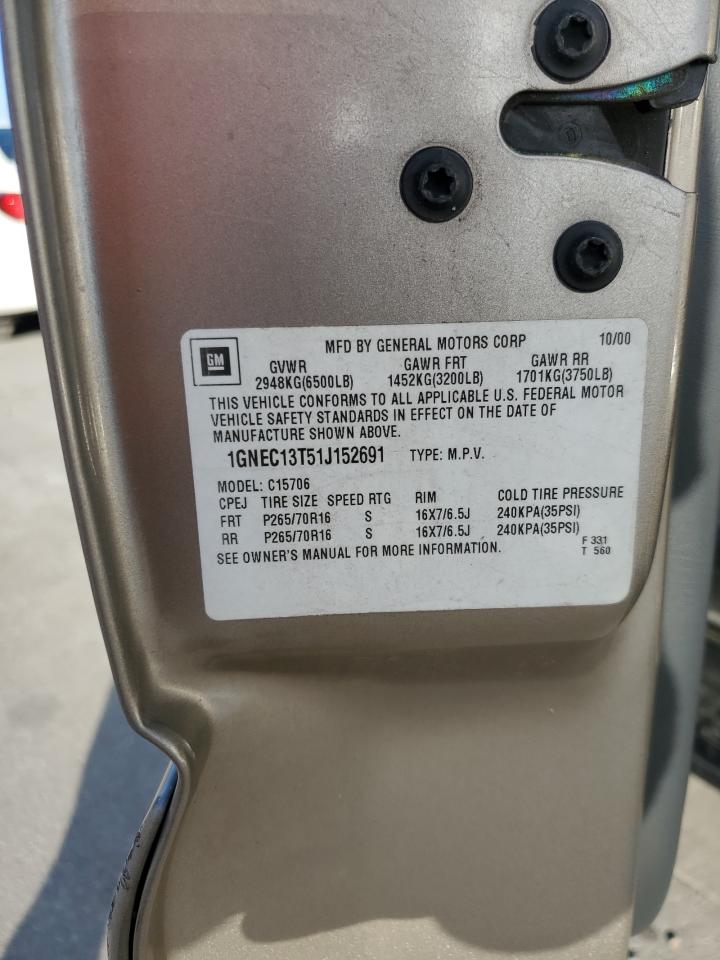 GM
MFD BY GENERAL MOTORS CORP 10/00
GVWR GAWR FRT GAWR RR
2948KG(6500LB) 1452KG(3200LB) 1701KG(3750LB)
THIS VEHICLE CONFORMS TO ALL APPLICABLE U.S. FEDERAL MOTOR
VEHICLE SAFETY STANDARDS IN EFFECT ON THE DATE OF
MANUFACTURE SHOWN ABOVE.
1GNEC13T51J152691 TYPE: M.P.V.
MODEL: C15706
CPEJ TIRE SIZE SPEED RTG RIM COLD TIRE PRESSURE
FRT P265/70R16 S 16X7/6.5J 240KPA(35PSI)
RR P265/70R16 S 16X7/6.5J 240KPA(35PSI)
SEE OWNER'S MANUAL FOR MORE INFORMATION. F 331
T 560